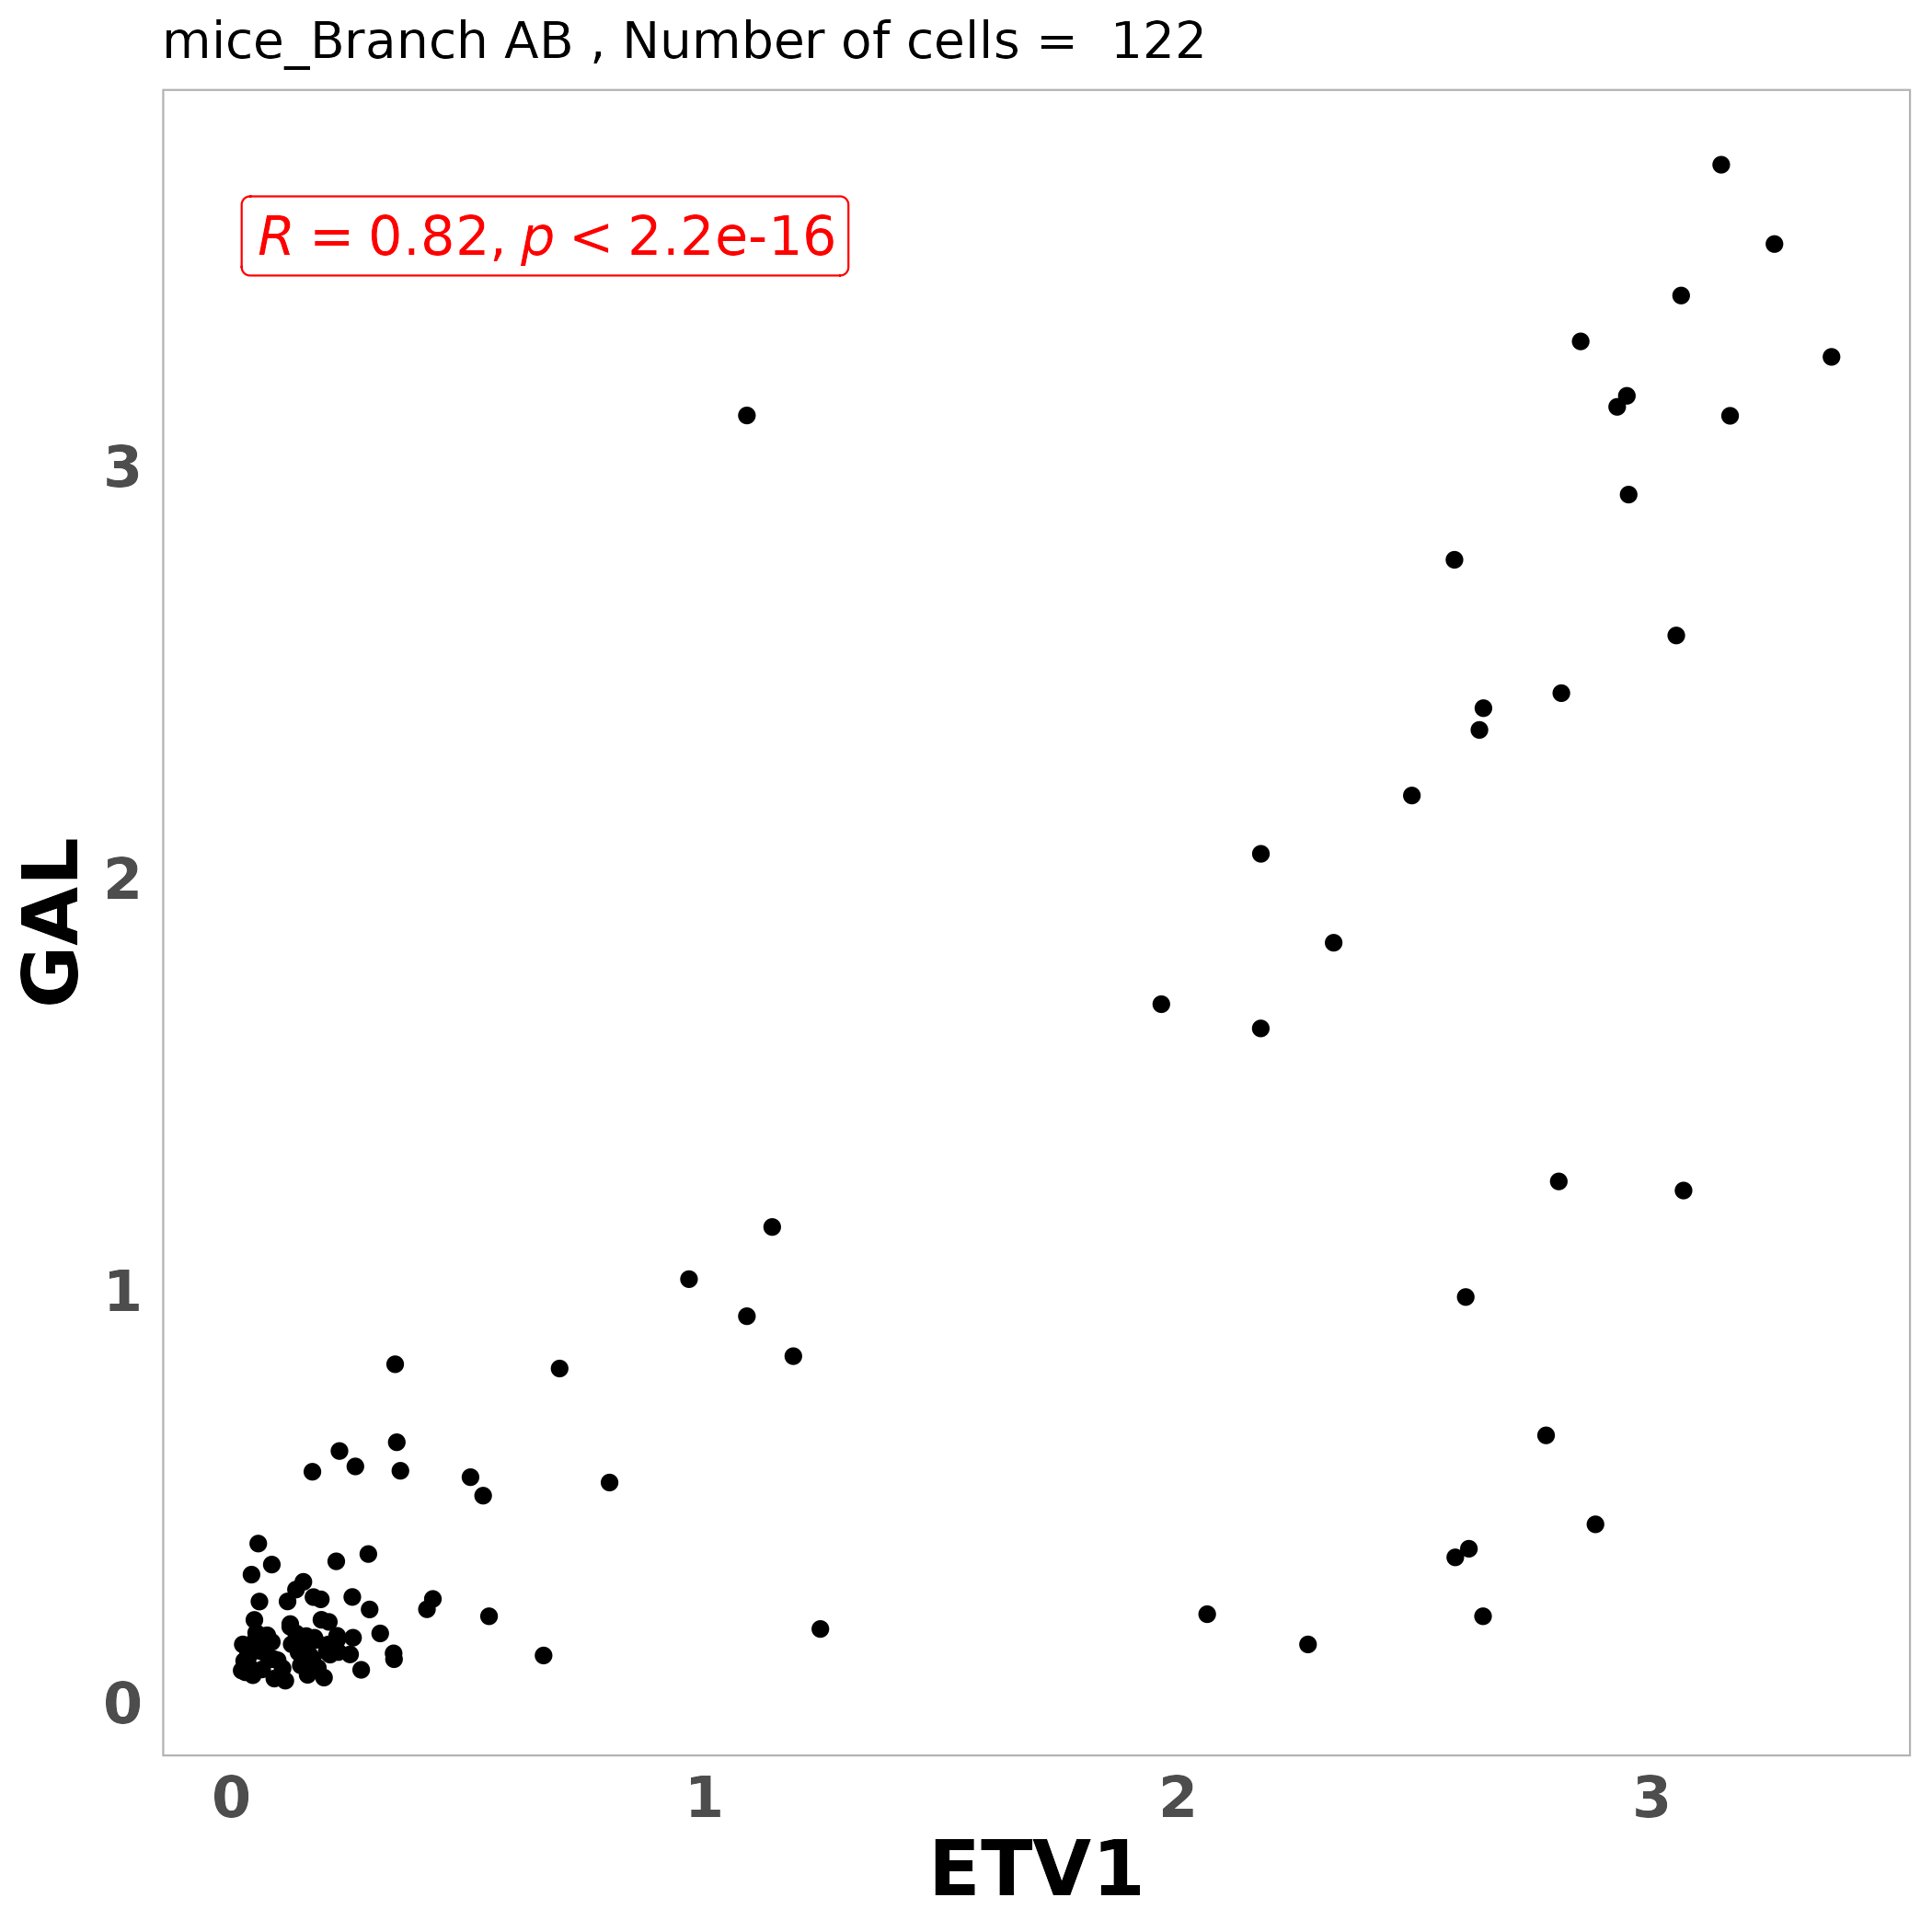 mice_Branch AB , Number of cells =  122
R = 0.82, p < 2.2e-16
GAL
3
2
1
0
0 1 2 3
ETV1